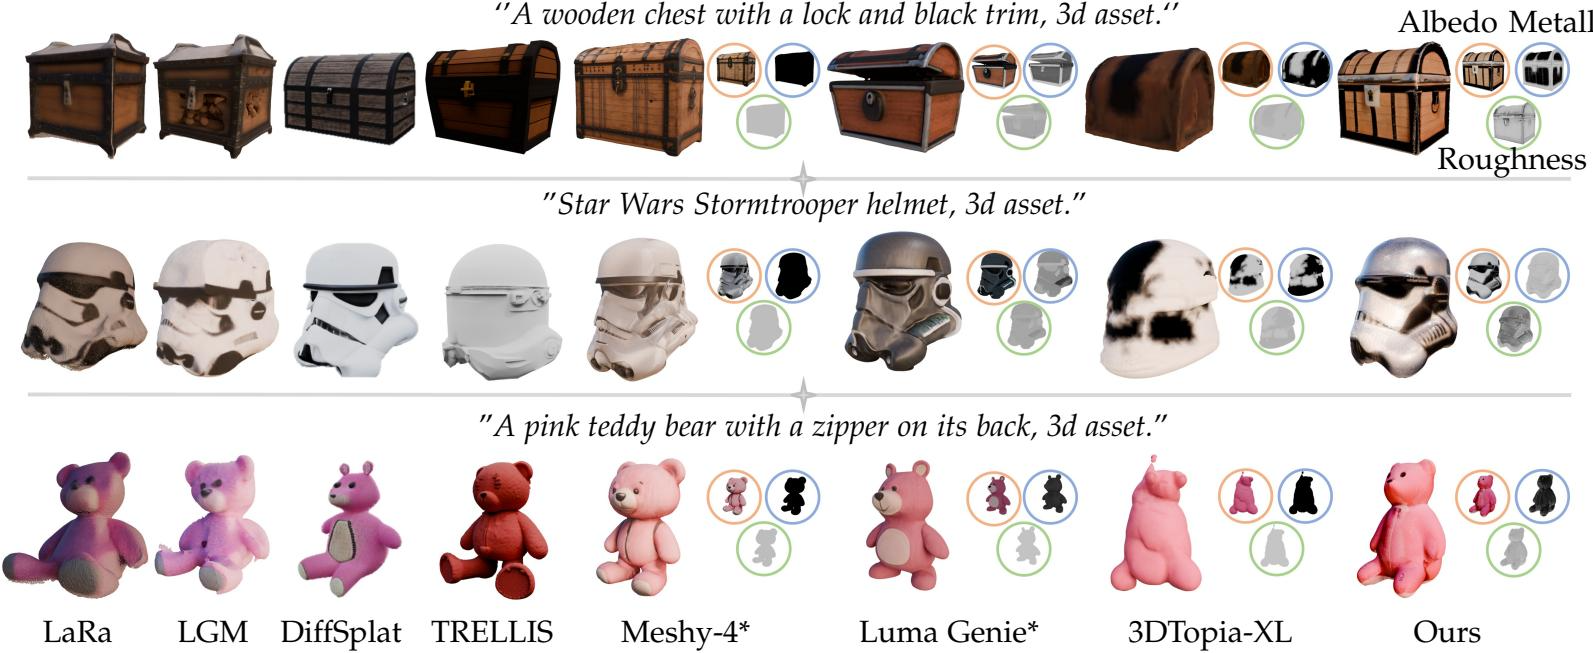 ‘’A wooden chest with a lock and black trim, 3d asset.‘’
Albedo Metall
Roughness
”Star Wars Stormtrooper helmet, 3d asset.”
”A pink teddy bear with a zipper on its back, 3d asset.”
LaRa LGM DiffSplat TRELLIS Meshy-4* Luma Genie* 3DTopia-XL Ours